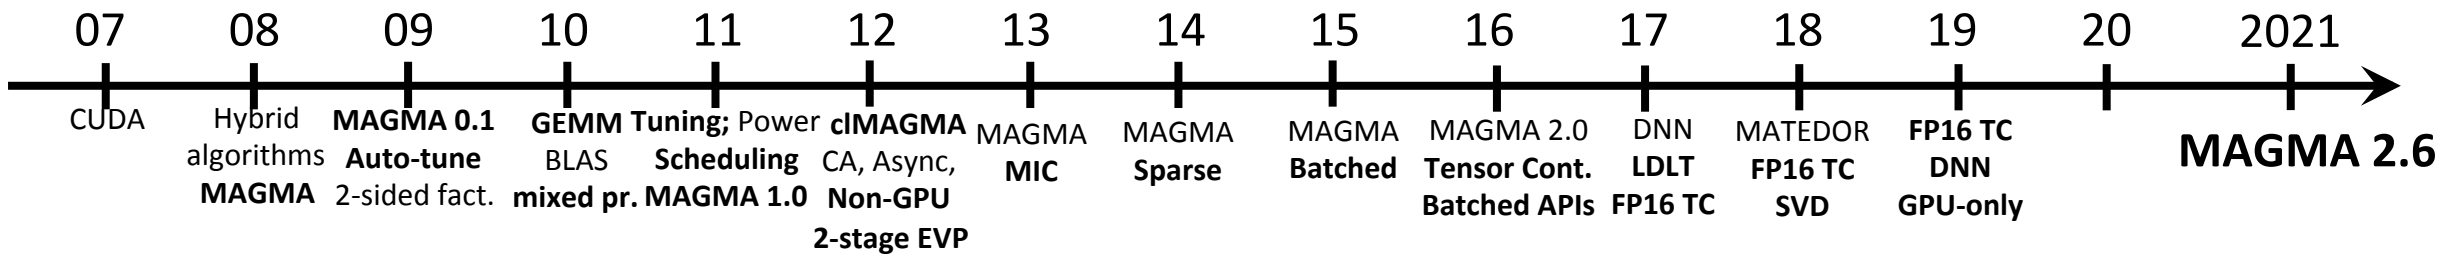 07 08 09 10 11 12 13 14 15 16 17 18 19 20 2021
CUDA
Hybrid
algorithms
MAGMA
MAGMA 0.1
Auto-tune
2-sided fact.
GEMM
BLAS
mixed pr.
Tuning; Power
Scheduling
MAGMA 1.0
clMAGMA
CA, Async,
Non-GPU
2-stage EVP
MAGMA
MIC
MAGMA
Sparse
MAGMA
Batched
MAGMA 2.0
Tensor Cont.
Batched APIs
DNN
LDLT
FP16 TC
MATEDOR
FP16 TC
SVD
FP16 TC
DNN
GPU-only
MAGMA 2.6